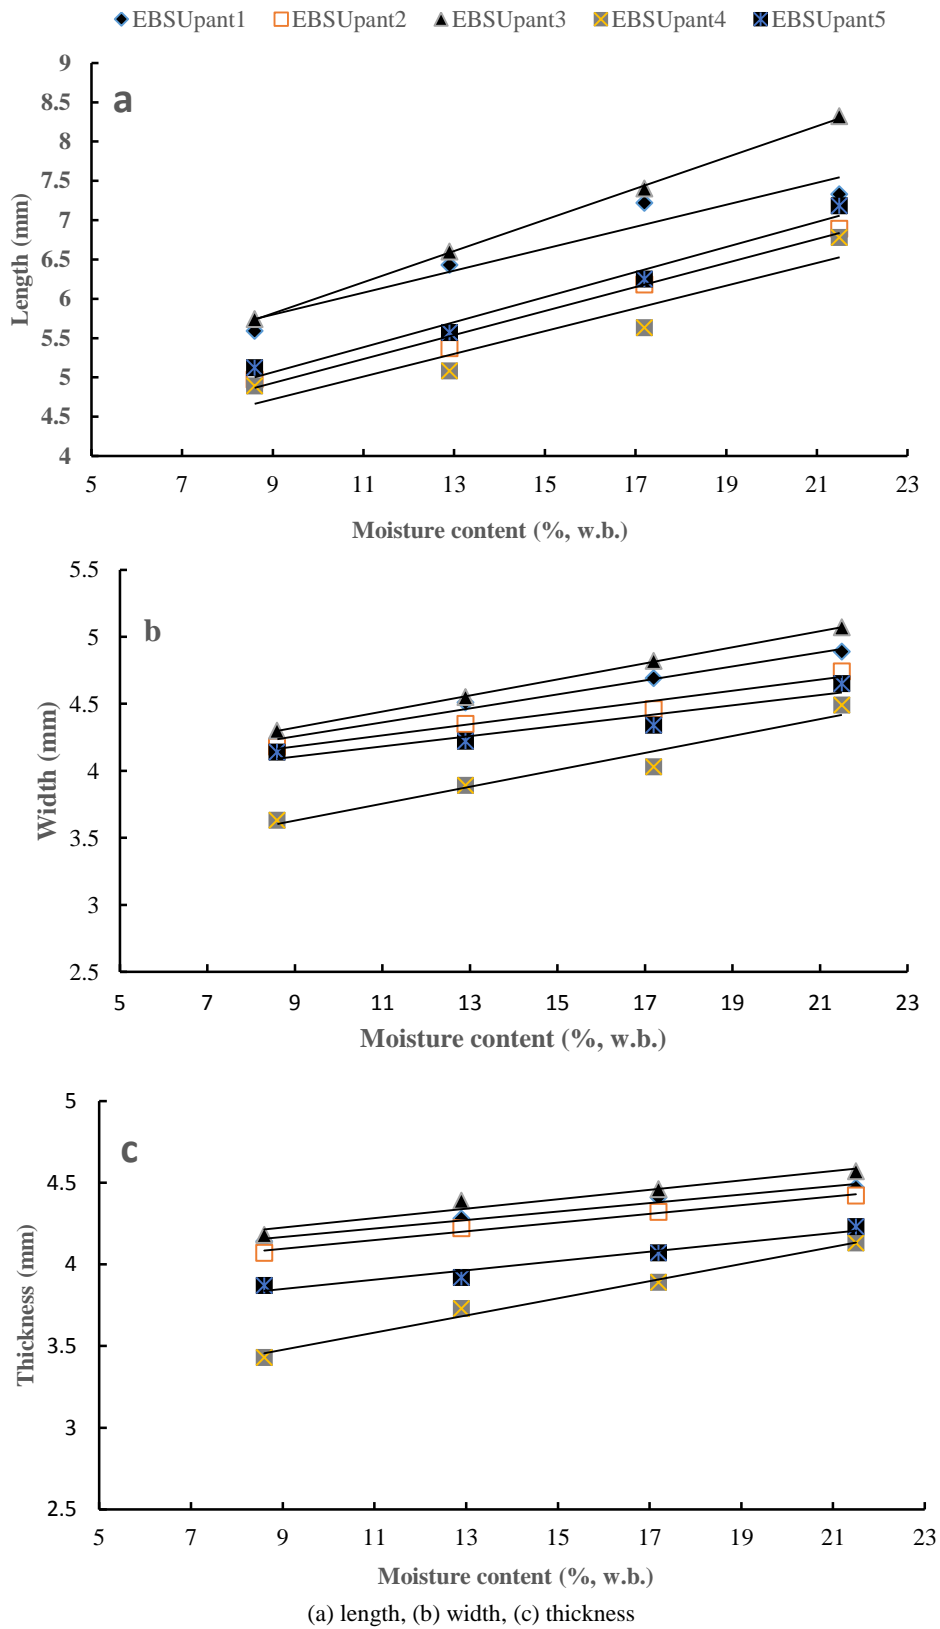 EBSUpant1 EBSUpant2 EBSUpant3 EBSUpant4 EBSUpant5
a
Length (mm)
9
8.5
8
7.5
7
6.5
6
5.5
5
4.5
4
5 7 9 11 13 15 17 19 21 23
Moisture content (%, w.b.)
b
Width (mm)
5.5
5
4.5
4
3.5
3
2.5
5 7 9 11 13 15 17 19 21 23
Moisture content (%, w.b.)
c
Thickness (mm)
5
4.5
4
3.5
3
2.5
5 7 9 11 13 15 17 19 21 23
Moisture content (%, w.b.)
(a) length, (b) width, (c) thickness